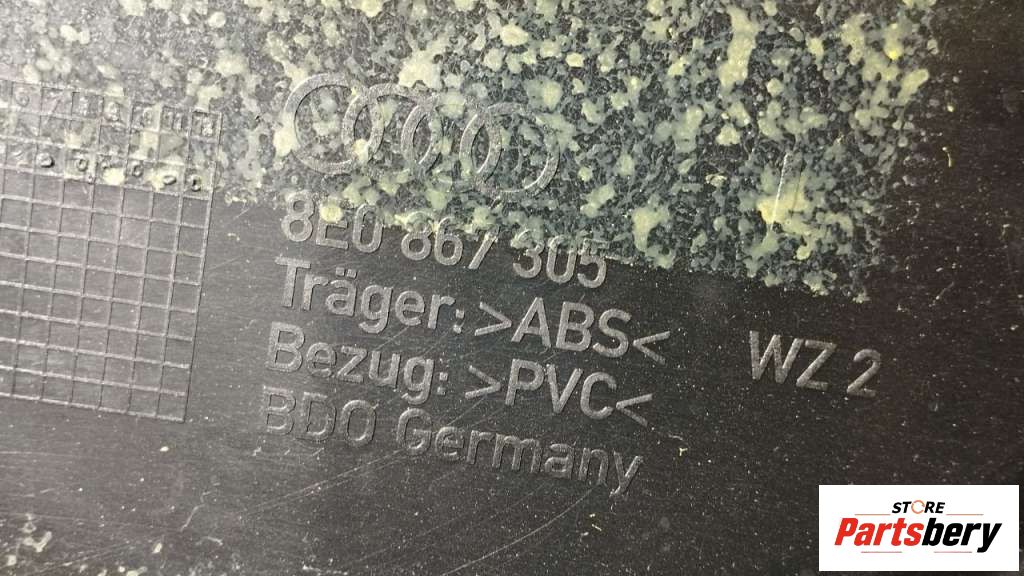 8E0 867 305
Träger: >ABS<
Bezug: >PVC<
BDO Germany
WZ 2
STORE
Partsbery